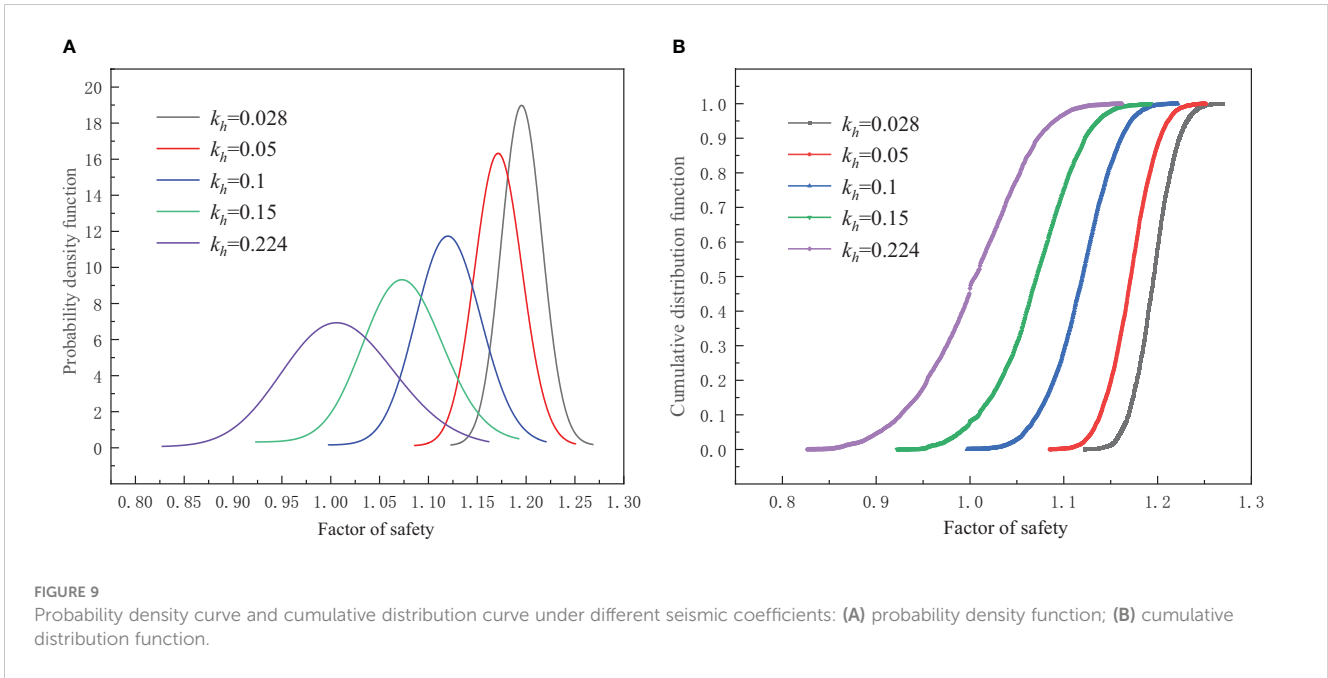 A
B
20
18
16
14
12
10
8
6
4
2
0
Probability density function
kh=0.028
kh=0.05
kh=0.1
kh=0.15
kh=0.224
0.80 0.85 0.90 0.95 1.00 1.05 1.10 1.15 1.20 1.25 1.30
Factor of safety
1.0
0.9
0.8
0.7
0.6
0.5
0.4
0.3
0.2
0.1
0.0
Cumulative distribution function
kh=0.028
kh=0.05
kh=0.1
kh=0.15
kh=0.224
0.8 0.9 1.0 1.1 1.2 1.3
Factor of safety
FIGURE 9
Probability density curve and cumulative distribution curve under different seismic coefficients: (A) probability density function; (B) cumulative
distribution function.